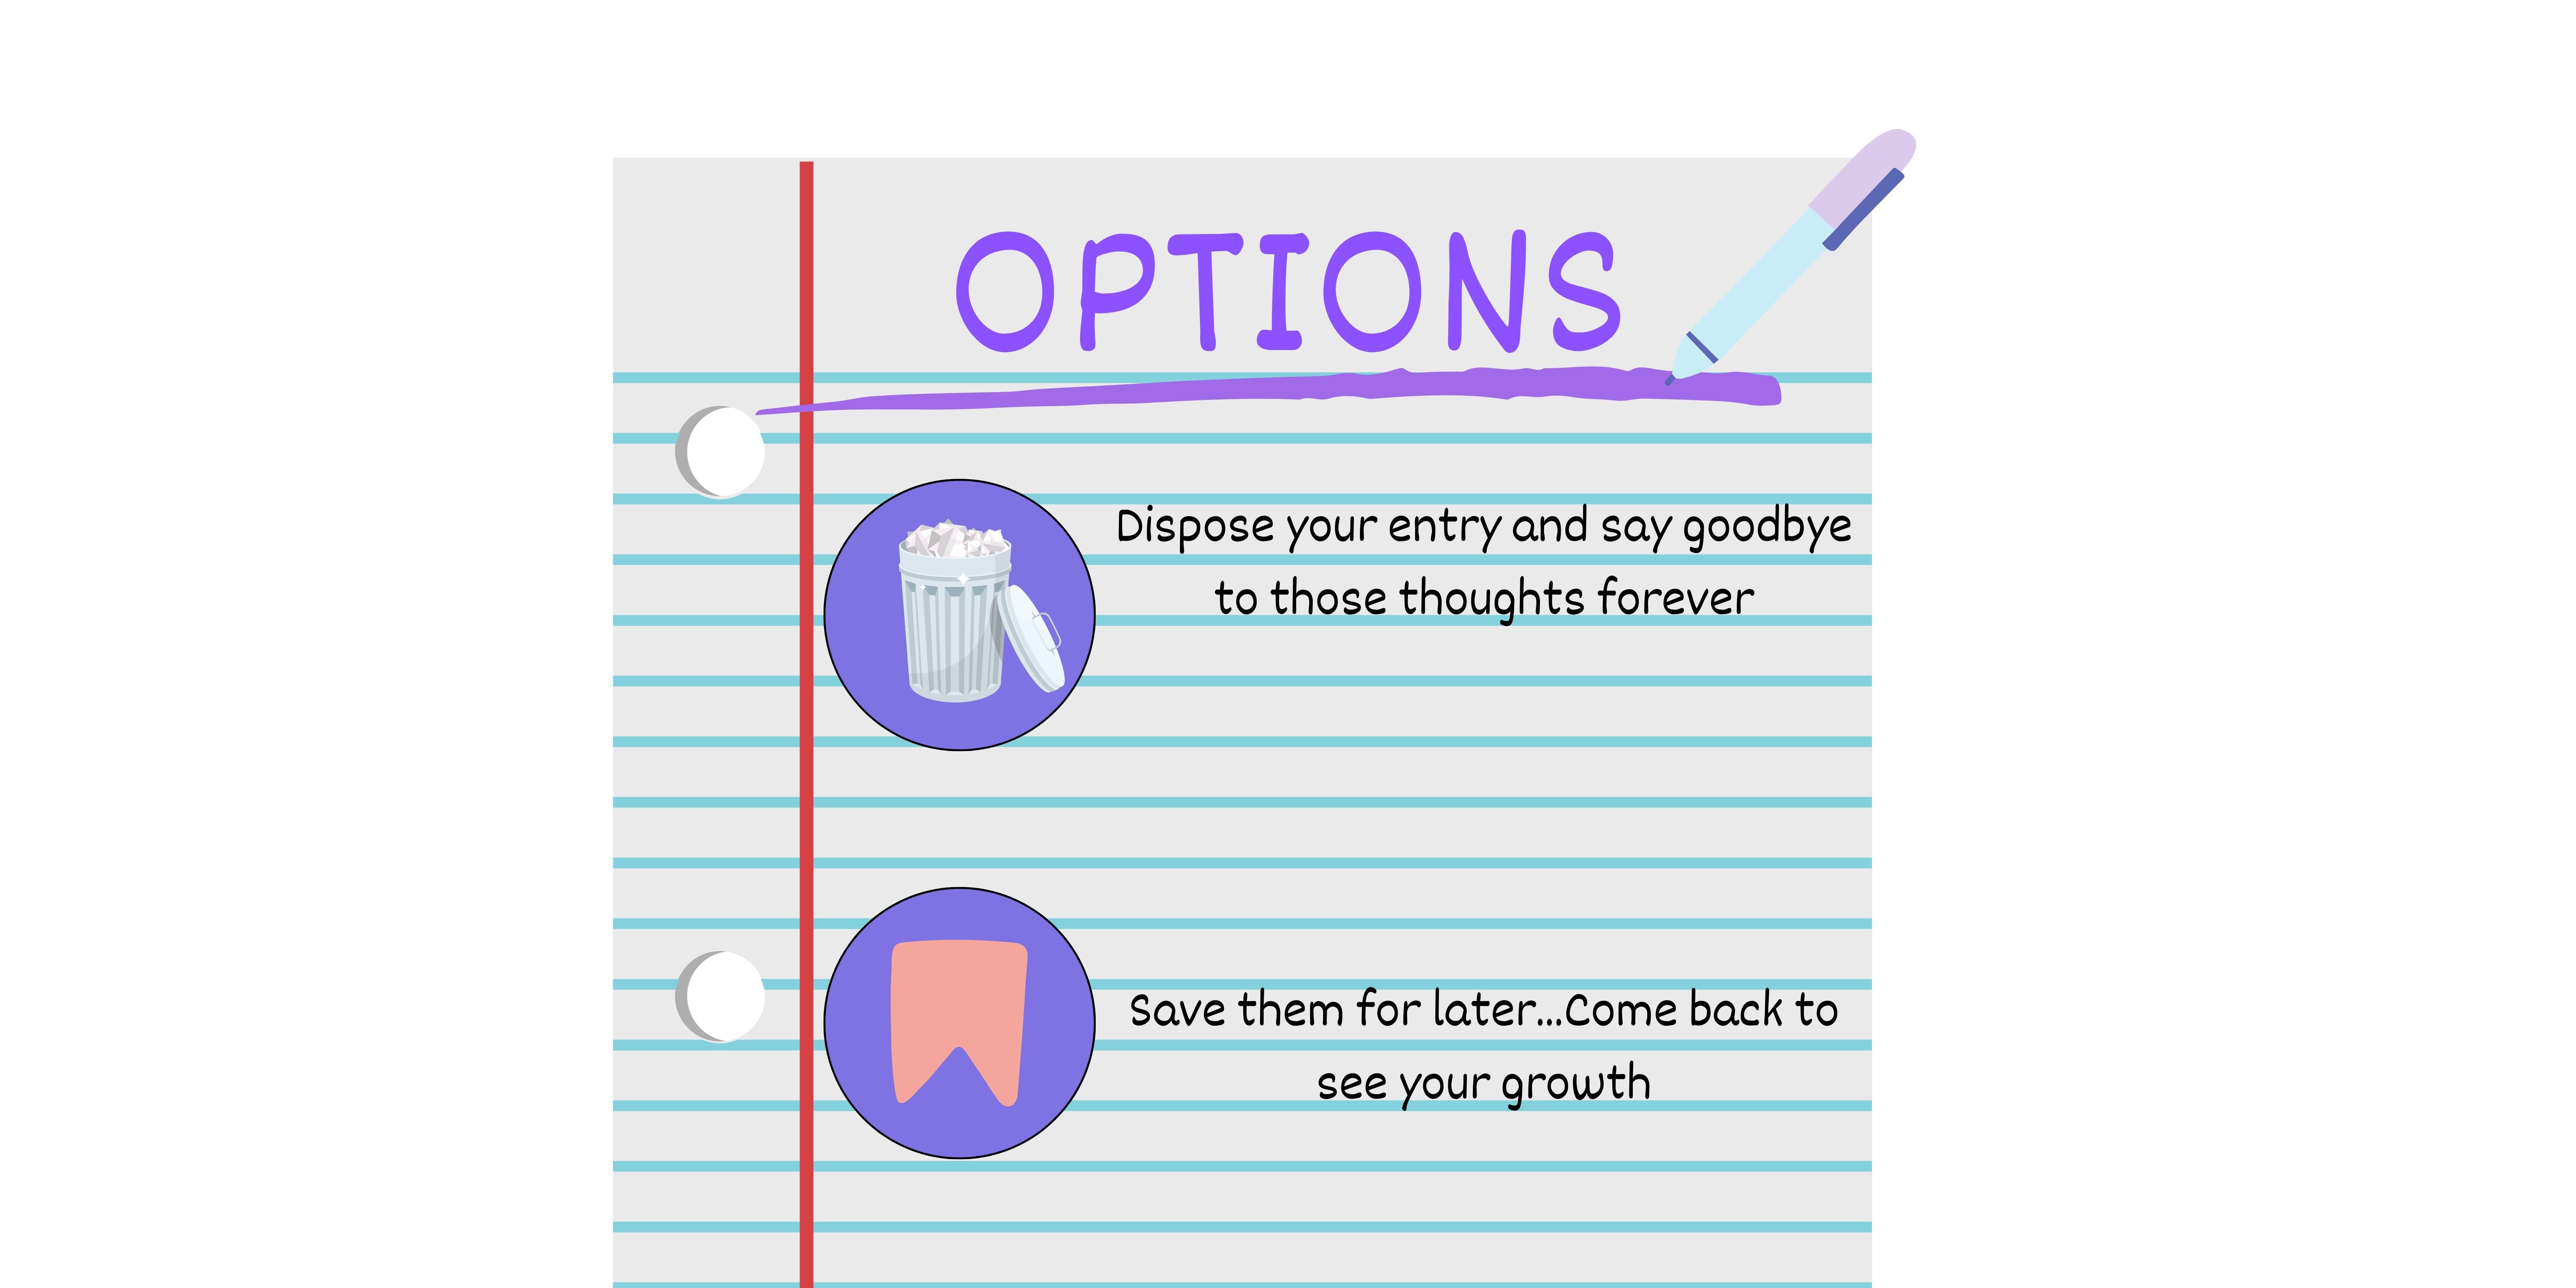 OPTIONS
Dispose your entry and say goodbye
to those thoughts forever
Save them for later...Come back to
see your growth